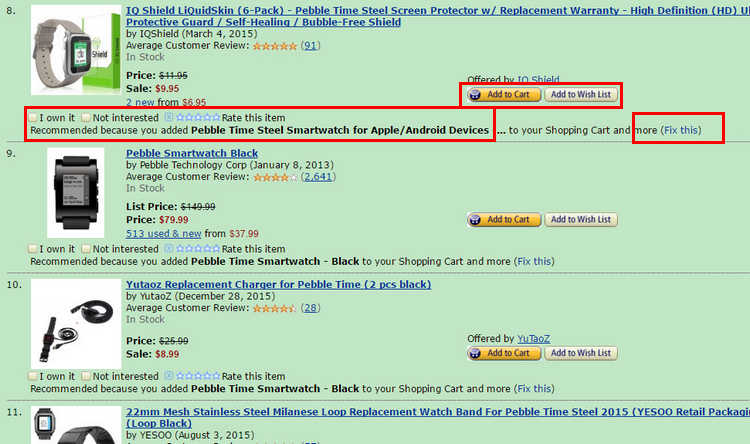 8.
IQ Shield LiQuidSkin (6-Pack) - Pebble Time Steel Screen Protector w/ Replacement Warranty - High Definition (HD)
Protective Guard / Self-Healing / Bubble-Free Shield
by IQShield (March 4, 2015)
Average Customer Review: (91)
In Stock
Shield
Price: $11.95
Sale: $9.95
2 new from $6.95
Offered by IQ Shield
Add to Cart Add to Wish List
I own it Not interested Rate this item
Recommended because you added Pebble Time Steel Smartwatch for Apple/Android Devices ... to your Shopping Cart and more (Fix this)
9.
Pebble Smartwatch Black
by Pebble Technology Corp (January 8, 2013)
Average Customer Review: (2,641)
In Stock
List Price: $149.99
Price: $79.99
513 used & new from $37.99
Add to Cart Add to Wish List
I own it Not interested Rate this item
Recommended because you added Pebble Time Smartwatch - Black to your Shopping Cart and more (Fix this)
10.
Yutaoz Replacement Charger for Pebble Time (2 pcs black)
by YutaoZ (December 28, 2015)
Average Customer Review: (28)
In Stock
Price: $25.99
Sale: $8.99
Offered by YuTaoZ
Add to Cart Add to Wish List
I own it Not interested Rate this item
Recommended because you added Pebble Time Smartwatch - Black to your Shopping Cart and more (Fix this)
11.
22mm Mesh Stainless Steel Milanese Loop Replacement Watch Band For Pebble Time Steel 2015 (YESOO Retail Packaging
(Loop Black)
by YESOO (August 3, 2015)